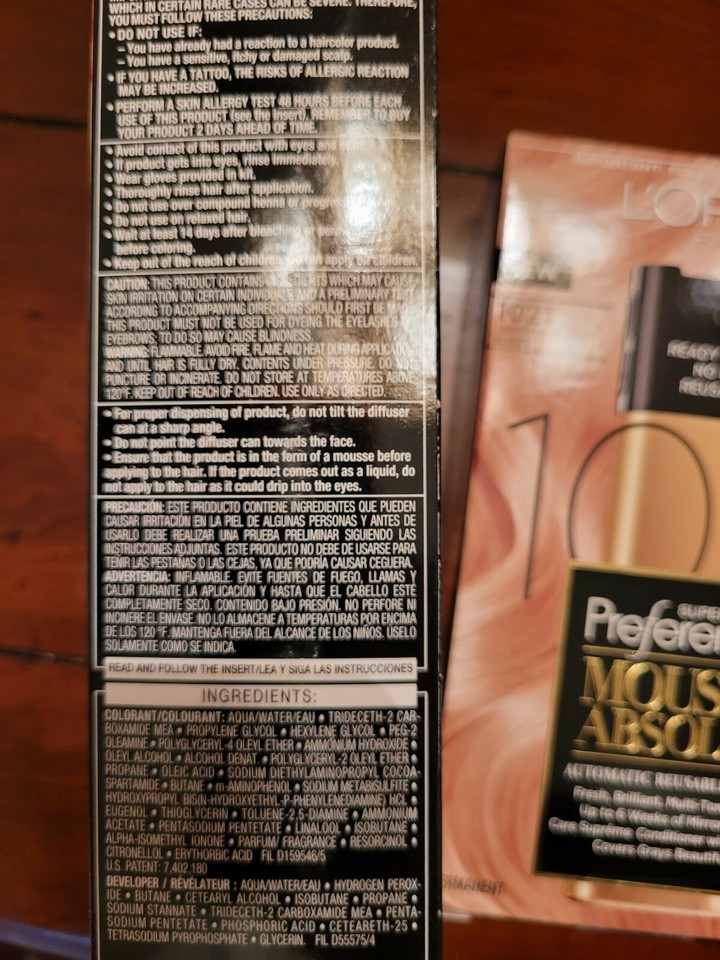 WHICH IN CERTAIN RARE CASES CAN BE SEVERE. THEREFORE,
YOU MUST FOLLOW THESE PRECAUTIONS:
• DO NOT USE IF:
– You have already had a reaction to a haircolor product.
– You have a sensitive, itchy or damaged scalp.
• IF YOU HAVE A TATTOO, THE RISKS OF ALLERGIC REACTION
MAY BE INCREASED.
• PERFORM A SKIN ALLERGY TEST 48 HOURS BEFORE EACH
USE OF THIS PRODUCT (see the insert). REMEMBER TO BUY
YOUR PRODUCT 2 DAYS AHEAD OF TIME.
• Avoid contact of this product with eyes and
• If product gets into eyes, rinse immediately.
• Wear gloves provided in kit.
• Thoroughly rinse hair after application.
• Do not use over compound henna or
• Do not use on relaxed hair.
• Wait at least 14 days after bleaching or
before coloring.
• Keep out of the reach of children. Do not apply on children.
CAUTION: THIS PRODUCT CONTAINS INGREDIENTS WHICH MAY CAUSE
SKIN IRRITATION ON CERTAIN INDIVIDUALS AND A PRELIMINARY TEST
ACCORDING TO ACCOMPANYING DIRECTIONS SHOULD FIRST BE MADE.
THIS PRODUCT MUST NOT BE USED FOR DYEING THE EYELASHES
EYEBROWS; TO DO SO MAY CAUSE BLINDNESS.
WARNING: FLAMMABLE. AVOID FIRE, FLAME AND HEAT DURING APPLICATION
AND UNTIL HAIR IS FULLY DRY. CONTENTS UNDER PRESSURE. DO NOT
PUNCTURE OR INCINERATE. DO NOT STORE AT TEMPERATURES ABOVE
120°F. KEEP OUT OF REACH OF CHILDREN. USE ONLY AS DIRECTED.
• For proper dispensing of product, do not tilt the diffuser
can at a sharp angle.
• Do not point the diffuser can towards the face.
• Ensure that the product is in the form of a mousse before
applying to the hair. If the product comes out as a liquid, do
not apply to the hair as it could drip into the eyes.
PRECAUCIÓN: ESTE PRODUCTO CONTIENE INGREDIENTES QUE PUEDEN
CAUSAR IRRITACIÓN EN LA PIEL DE ALGUNAS PERSONAS Y ANTES DE
USARLO DEBE REALIZAR UNA PRUEBA PRELIMINAR SIGUIENDO LAS
INSTRUCCIONES ADJUNTAS. ESTE PRODUCTO NO DEBE DE USARSE PARA
TEÑIR LAS PESTAÑAS O LAS CEJAS, YA QUE PODRÍA CAUSAR CEGUERA.
ADVERTENCIA: INFLAMABLE. EVITE FUENTES DE FUEGO, LLAMAS Y
CALOR DURANTE LA APLICACIÓN Y HASTA QUE EL CABELLO ESTÉ
COMPLETAMENTE SECO. CONTENIDO BAJO PRESIÓN. NO PERFORE NI
INCINERE EL ENVASE. NO LO ALMACENE A TEMPERATURAS POR ENCIMA
DE LOS 120 °F. MANTENGA FUERA DEL ALCANCE DE LOS NIÑOS. ÚSELO
SOLAMENTE COMO SE INDICA.
READ AND FOLLOW THE INSERT/LEA Y SIGA LAS INSTRUCCIONES
INGREDIENTS:
COLORANT/COLOURANT: AQUA/WATER/EAU • TRIDECETH-2 CAR-
BOXAMIDE MEA • PROPYLENE GLYCOL • HEXYLENE GLYCOL • PEG-2
OLEAMINE • POLYGLYCERYL-4 OLEYL ETHER • AMMONIUM HYDROXIDE •
OLEYL ALCOHOL • ALCOHOL DENAT • POLYGLYCERYL-2 OLEYL ETHER •
PROPANE • OLEIC ACID • SODIUM DIETHYLAMINOPROPYL COCOA-
SPARTAMIDE • BUTANE • m-AMINOPHENOL • SODIUM METABISULFITE •
HYDROXYPROPYL BIS(N-HYDROXYETHYL-P-PHENYLENEDIAMINE) HCL •
EUGENOL • THIOGLYCERIN • TOLUENE-2,5-DIAMINE • AMMONIUM
ACETATE • PENTASODIUM PENTETATE • LINALOOL • ISOBUTANE •
ALPHA-ISOMETHYL IONONE • PARFUM/ FRAGRANCE • RESORCINOL •
CITRONELLOL • ERYTHORBIC ACID FIL D159546/5
U.S. PATENT: 7,402,180
DEVELOPER / RÉVÉLATEUR : AQUA/WATER/EAU • HYDROGEN PEROX-
IDE • BUTANE • CETEARYL ALCOHOL • ISOBUTANE • PROPANE •
SODIUM STANNATE • TRIDECETH-2 CARBOXAMIDE MEA • PENTA-
SODIUM PENTETATE • PHOSPHORIC ACID • CETEARETH-25 •
TETRASODIUM PYROPHOSPHATE • GLYCERIN. FIL D55575/4
L'OR
NEW
READY
NO
REUS
10
SUPER
Preferen
MOUS
ABSOL
AUTOMATIC REUSABL
Fresh, Brilliant, Multi-To
Up to 6 Weeks of
Care Suprême Conditioner W
Covers Grays Beautif